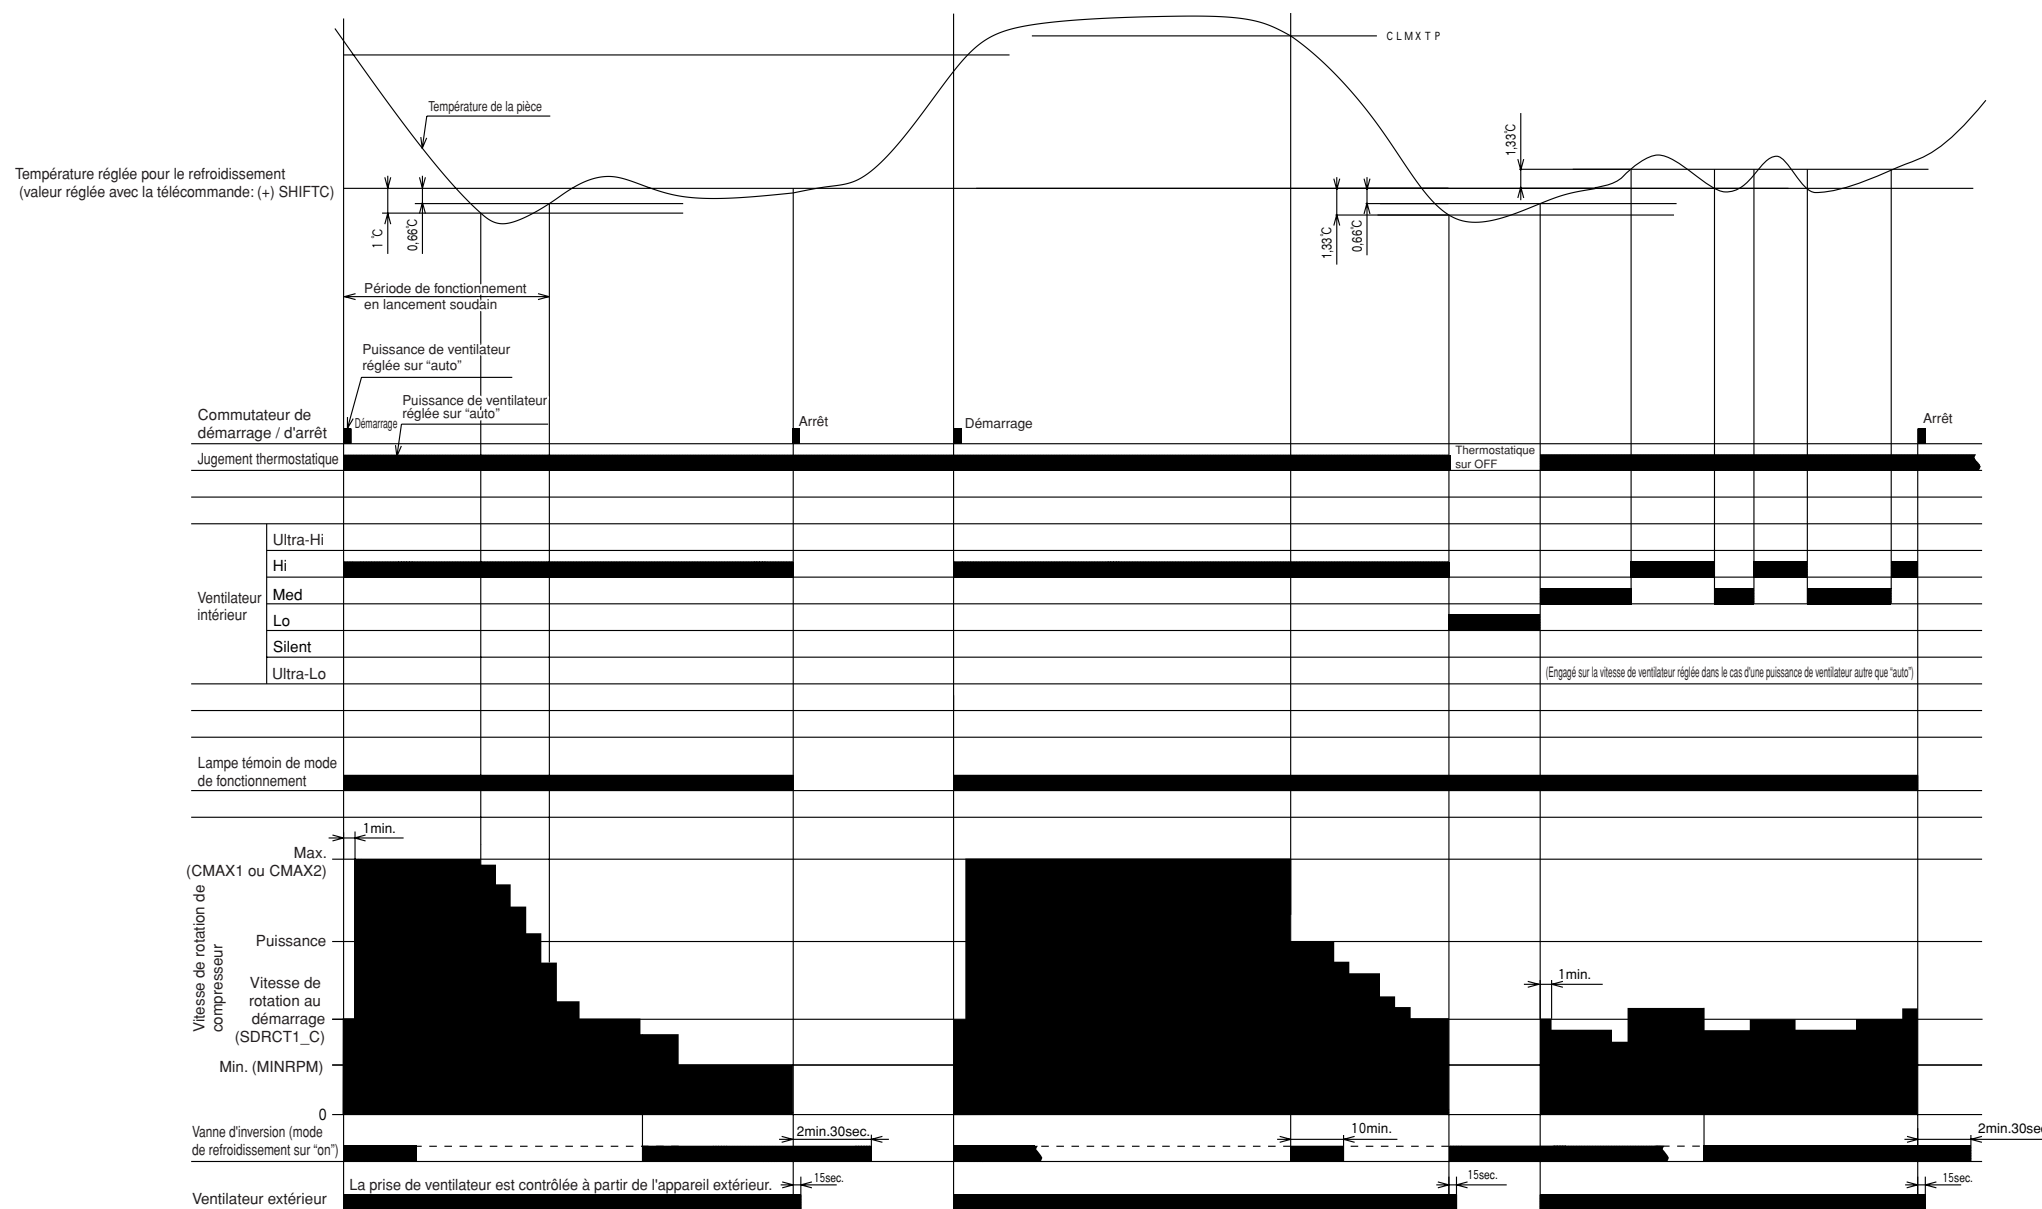 CLMXTP
Température de la pièce
1,33°C
Température réglée pour le refroidissement
(valeur réglée avec la télécommande: (+) SHIFTC)
1°C
0,66°C
1,33°C
0,66°C
Période de fonctionnement
en lancement soudain
Puissance de ventilateur
réglée sur “auto”
Puissance de ventilateur
réglée sur “auto”
Commutateur de
démarrage / d'arrêt
Démarrage
Arrêt
Démarrage
Arrêt
Jugement thermostatique
Thermostatique
sur OFF
Ventilateur
intérieur
Ultra-Hi
Hi
Med
Lo
Silent
Ultra-Lo
(Engagé sur la vitesse de ventilateur réglée dans le cas d'une puissance de ventilateur autre que “auto”)
Lampe témoin de mode
de fonctionnement
1min.
Max.
(CMAX1 ou CMAX2)
Vitesse de rotation de
compresseur
Puissance
Vitesse de
rotation au
démarrage
(SDRCT1_C)
1min.
Min. (MINRPM)
0
Vanne d'inversion (mode
de refroidissement sur “on”)
2min.30sec.
10min.
2min.30sec
Ventilateur extérieur
La prise de ventilateur est contrôlée à partir de l'appareil extérieur.
15sec.
15sec.
15sec.